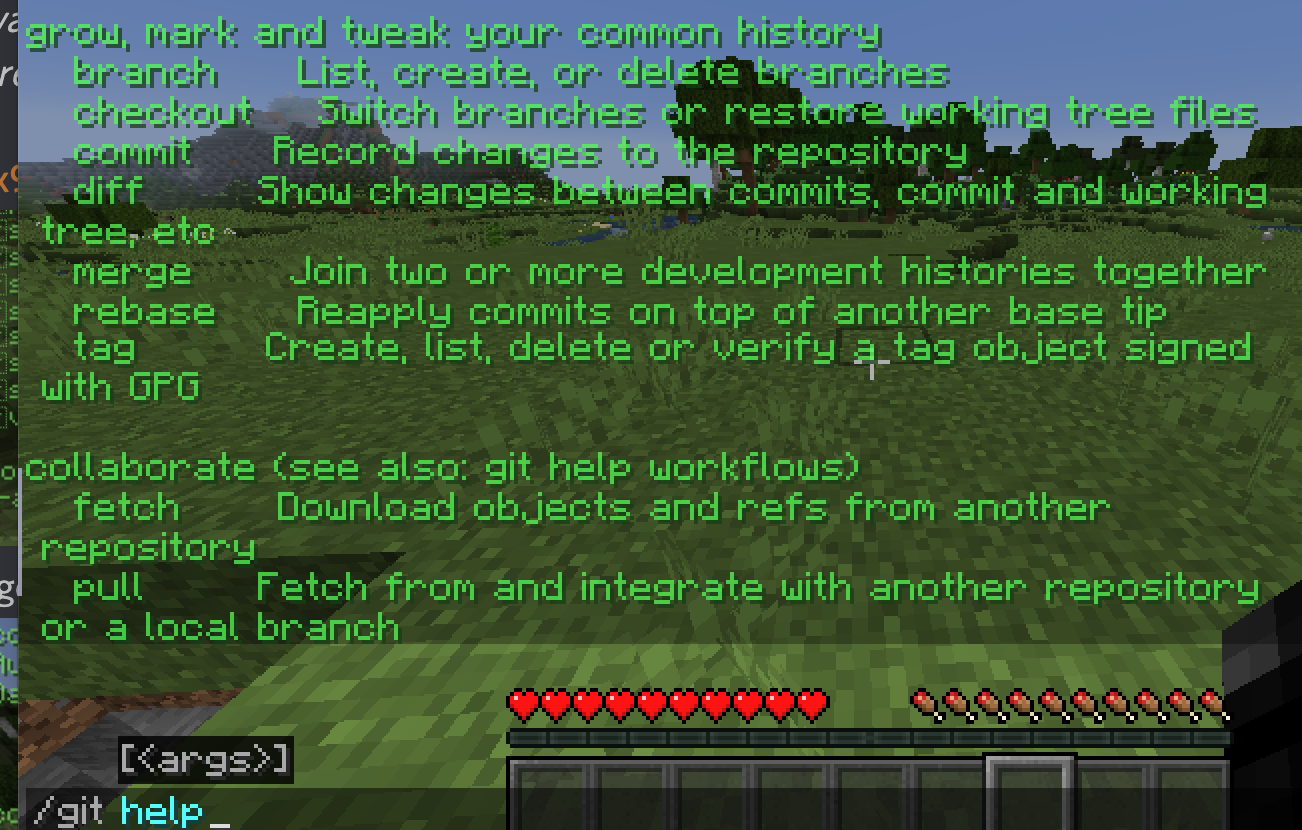 grow, mark and tweak your common history
branch List, create, or delete branches
checkout Switch branches or restore working tree files
commit Record changes to the repository
diff Show changes between commits, commit and working
tree, etc
merge Join two or more development histories together
rebase Reapply commits on top of another base tip
tag Create, list, delete or verify a tag object signed
with GPG
collaborate (see also: git help workflows)
fetch Download objects and refs from another
repository
pull Fetch from and integrate with another repository
or a local branch
[<args>]
/git help_